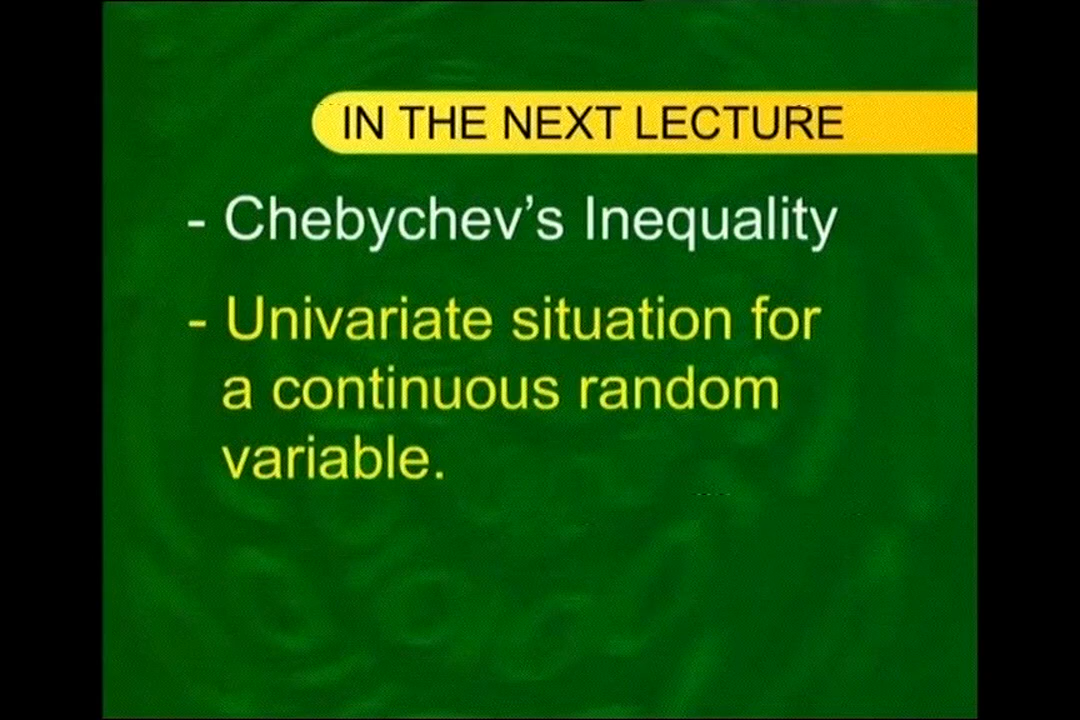 IN THE NEXT LECTURE
- Chebychev’s Inequality
- Univariate situation for
a continuous random
variable.